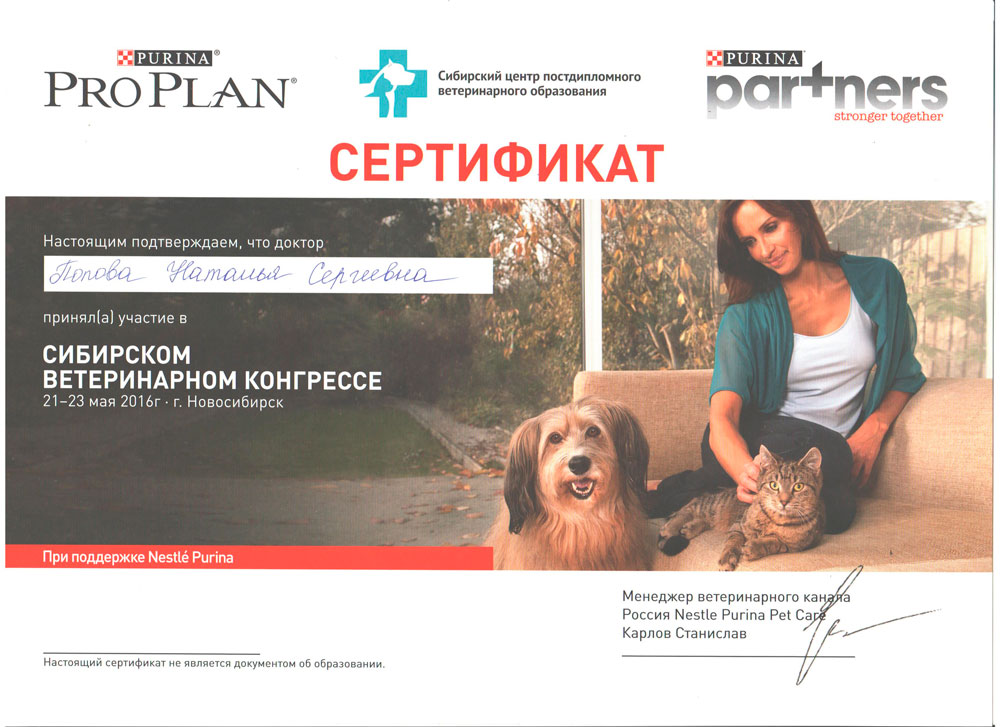 PURINA®
PRO PLAN®
Сибирский центр постдипломного
ветеринарного образования
PURINA
partners
stronger together
СЕРТИФИКАТ
Настоящим подтверждаем, что доктор
Попова Наталья Сергеевна
принял(а) участие в
СИБИРСКОМ
ВЕТЕРИНАРНОМ КОНГРЕССЕ
21–23 мая 2016г · г. Новосибирск
При поддержке Nestlé Purina
Менеджер ветеринарного канала
Россия Nestle Purina Pet Care
Карлов Станислав
Настоящий сертификат не является документом об образовании.